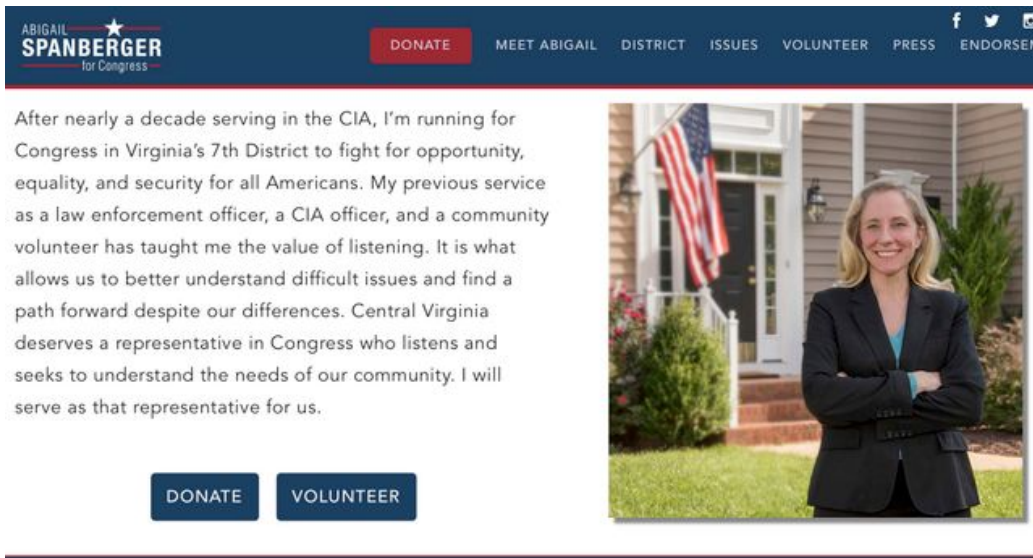 ABIGAIL
SPANBERGER
for Congress
DONATE MEET ABIGAIL DISTRICT ISSUES VOLUNTEER PRESS
After nearly a decade serving in the CIA, I'm running for
Congress in Virginia's 7th District to fight for opportunity,
equality, and security for all Americans. My previous service
as a law enforcement officer, a CIA officer, and a community
volunteer has taught me the value of listening. It is what
allows us to better understand difficult issues and find a
path forward despite our differences. Central Virginia
deserves a representative in Congress who listens and
seeks to understand the needs of our community. I will
serve as that representative for us.
DONATE VOLUNTEER